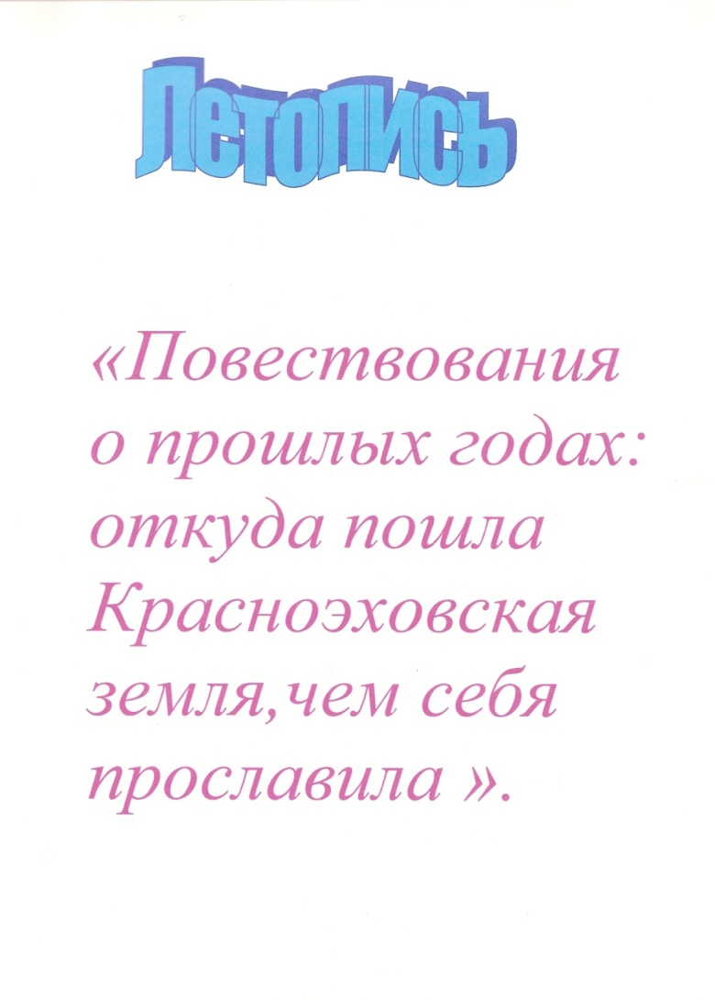 Летопись
«Повествования
о прошлых годах:
откуда пошла
Красноэховская
земля,чем себя
прославила ».